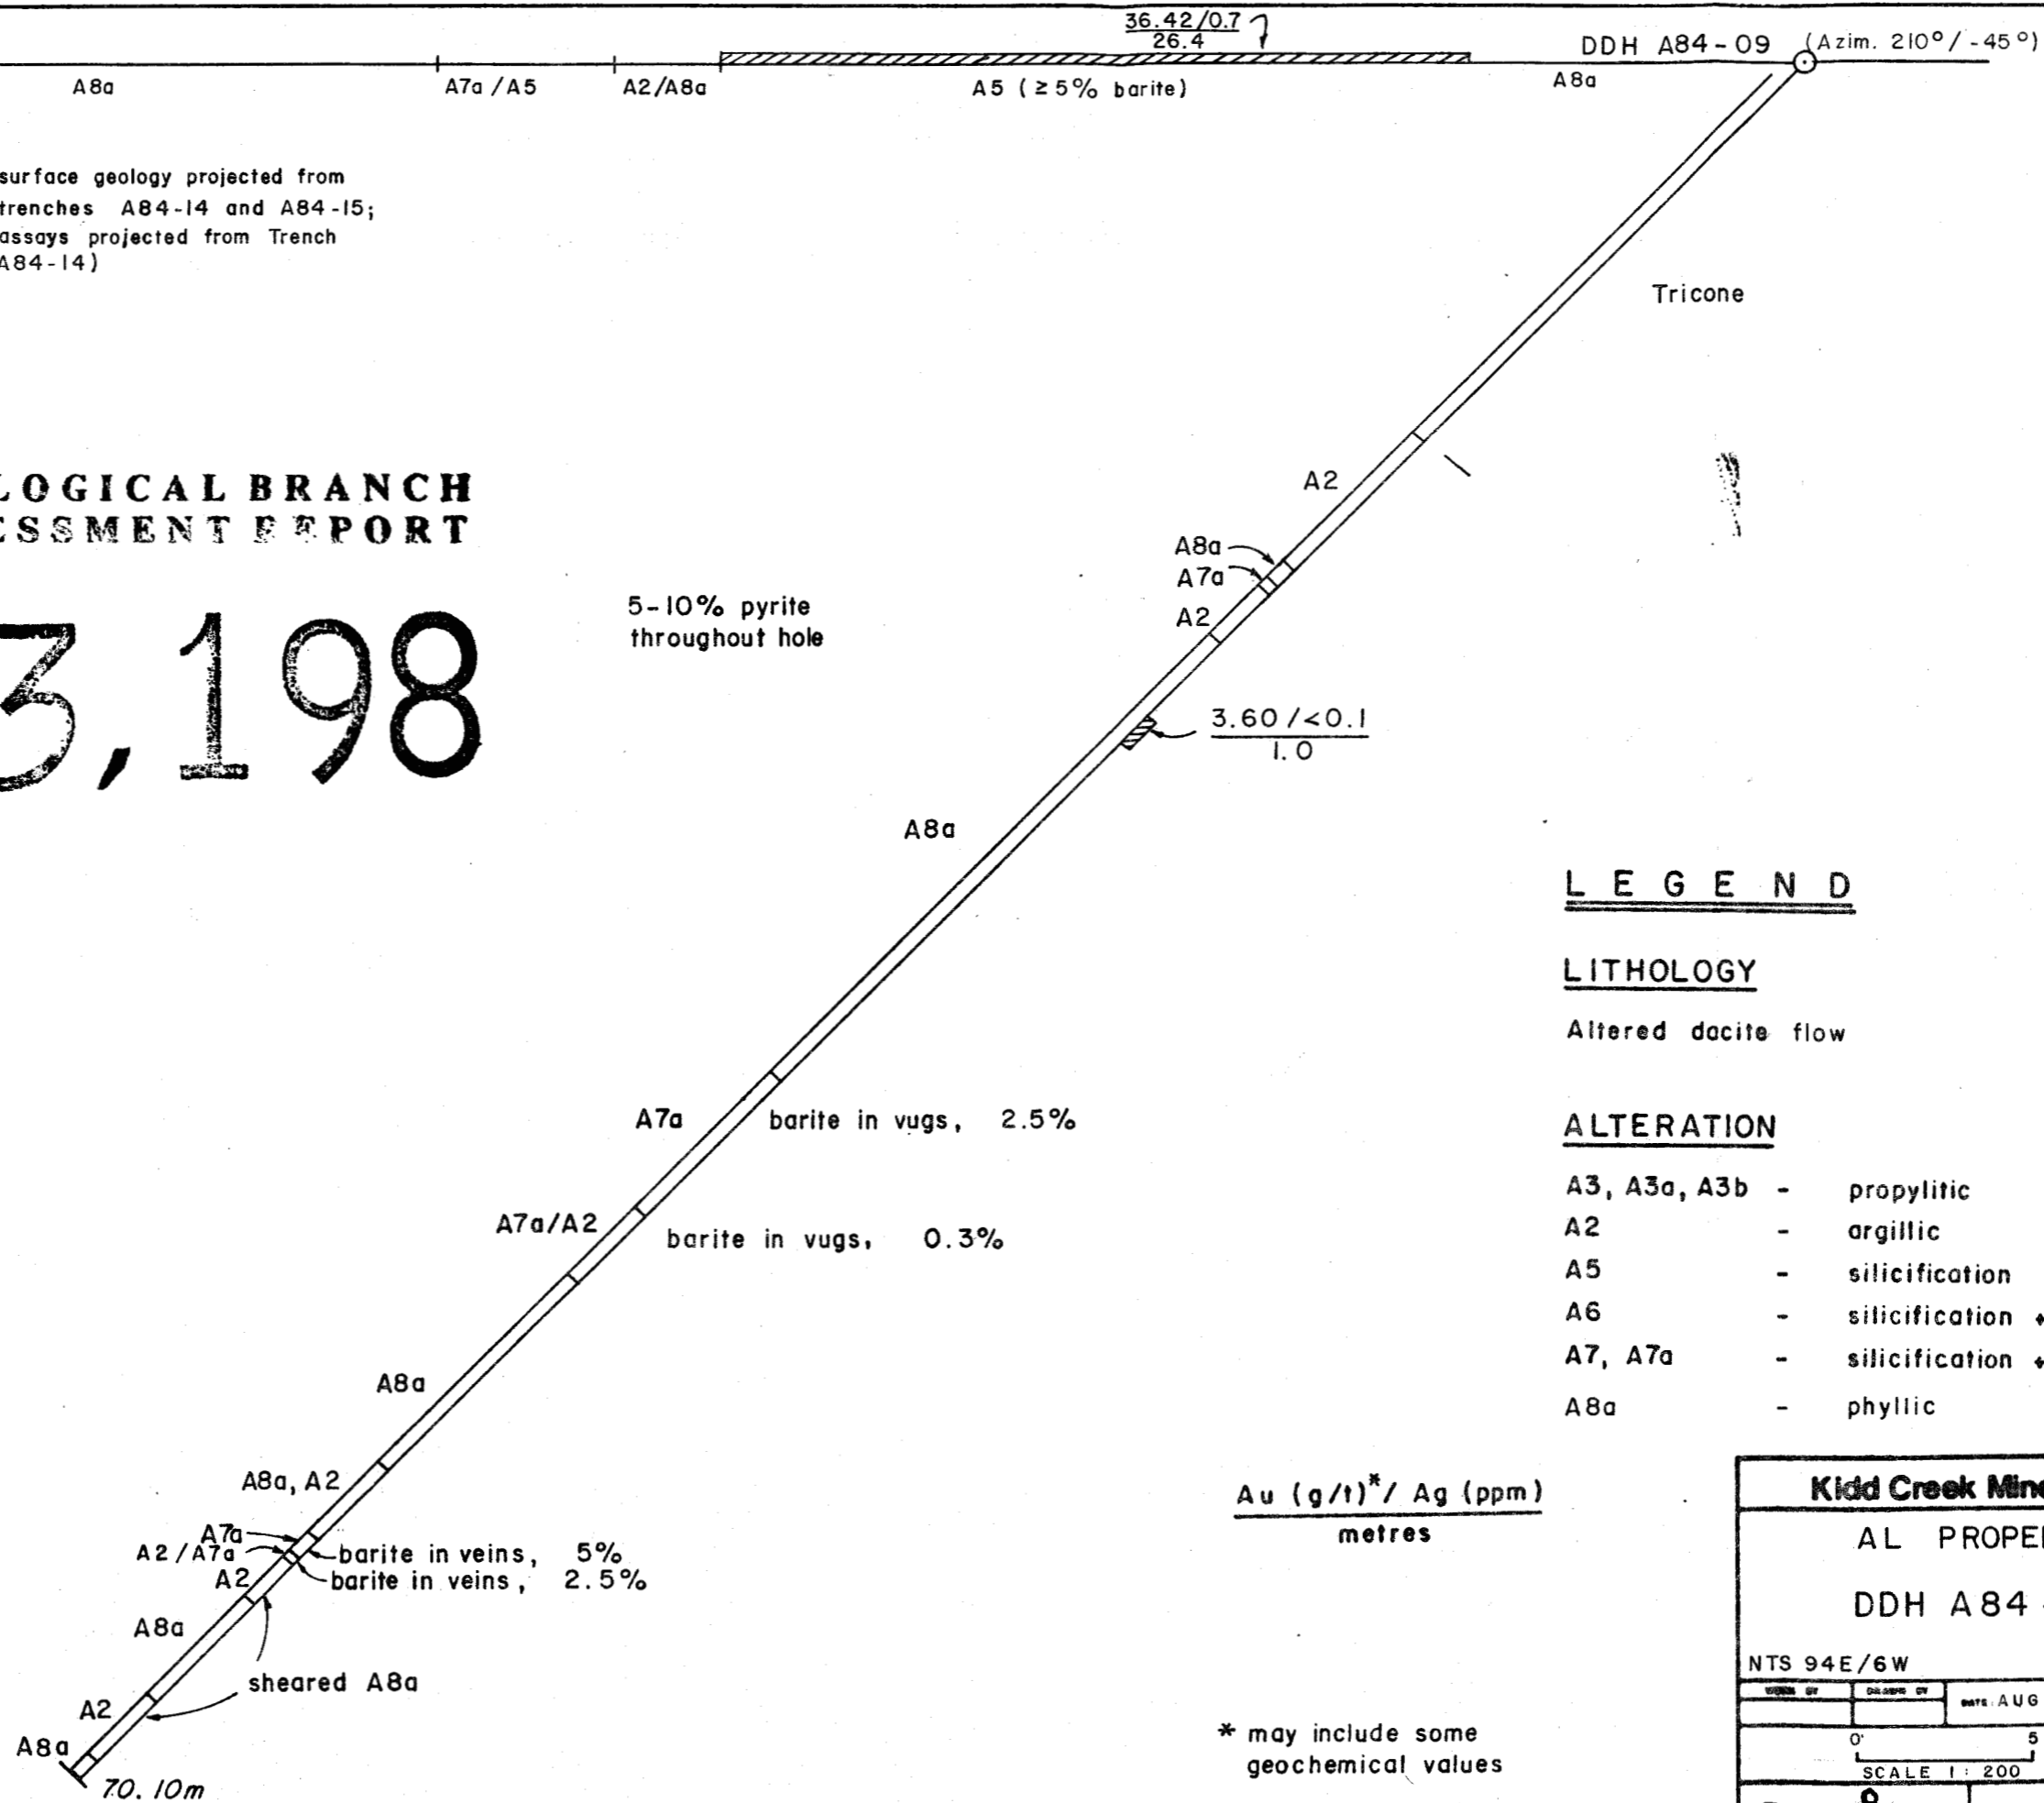 36.42/0.7
26.4
DDH A84-09 (Azim. 210°/-45°)
A8a
A7a/A5
A2/A8a
A5 (≥5% barite)
A8a
surface geology projected from
trenches A84-14 and A84-15;
assays projected from Trench
A84-14)
Tricone
A2
LOGICAL BRANCH
ESSMENT REPORT
3,198
A8a
A7a
A2
5-10% pyrite
throughout hole
3.60/<0.1
1.0
A8a
LEGEND
LITHOLOGY
Altered dacite flow
A7a
barite in vugs, 2.5%
ALTERATION
A3, A3a, A3b - propylitic
A2 - argillic
A5 - silicification
A6 - silicification +
A7, A7a - silicification +
A8a - phyllic
A7a/A2
barite in vugs, 0.3%
A8a
A8a, A2
A7a
A2/A7a
barite in veins, 5%
A2
barite in veins, 2.5%
A8a
sheared A8a
A2
A8a
70.10m
Au (g/t)*/ Ag (ppm)
metres
* may include some
geochemical values
Kidd Creek Min
AL PROPE
DDH A84
NTS 94E/6W
DATE: AUG
0 5
SCALE 1: 200